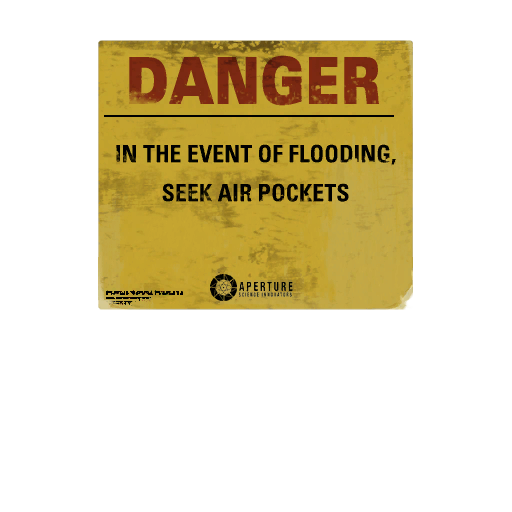 DANGER
IN THE EVENT OF FLOODING,
SEEK AIR POCKETS
APERTURE
SCIENCE INNOVATORS